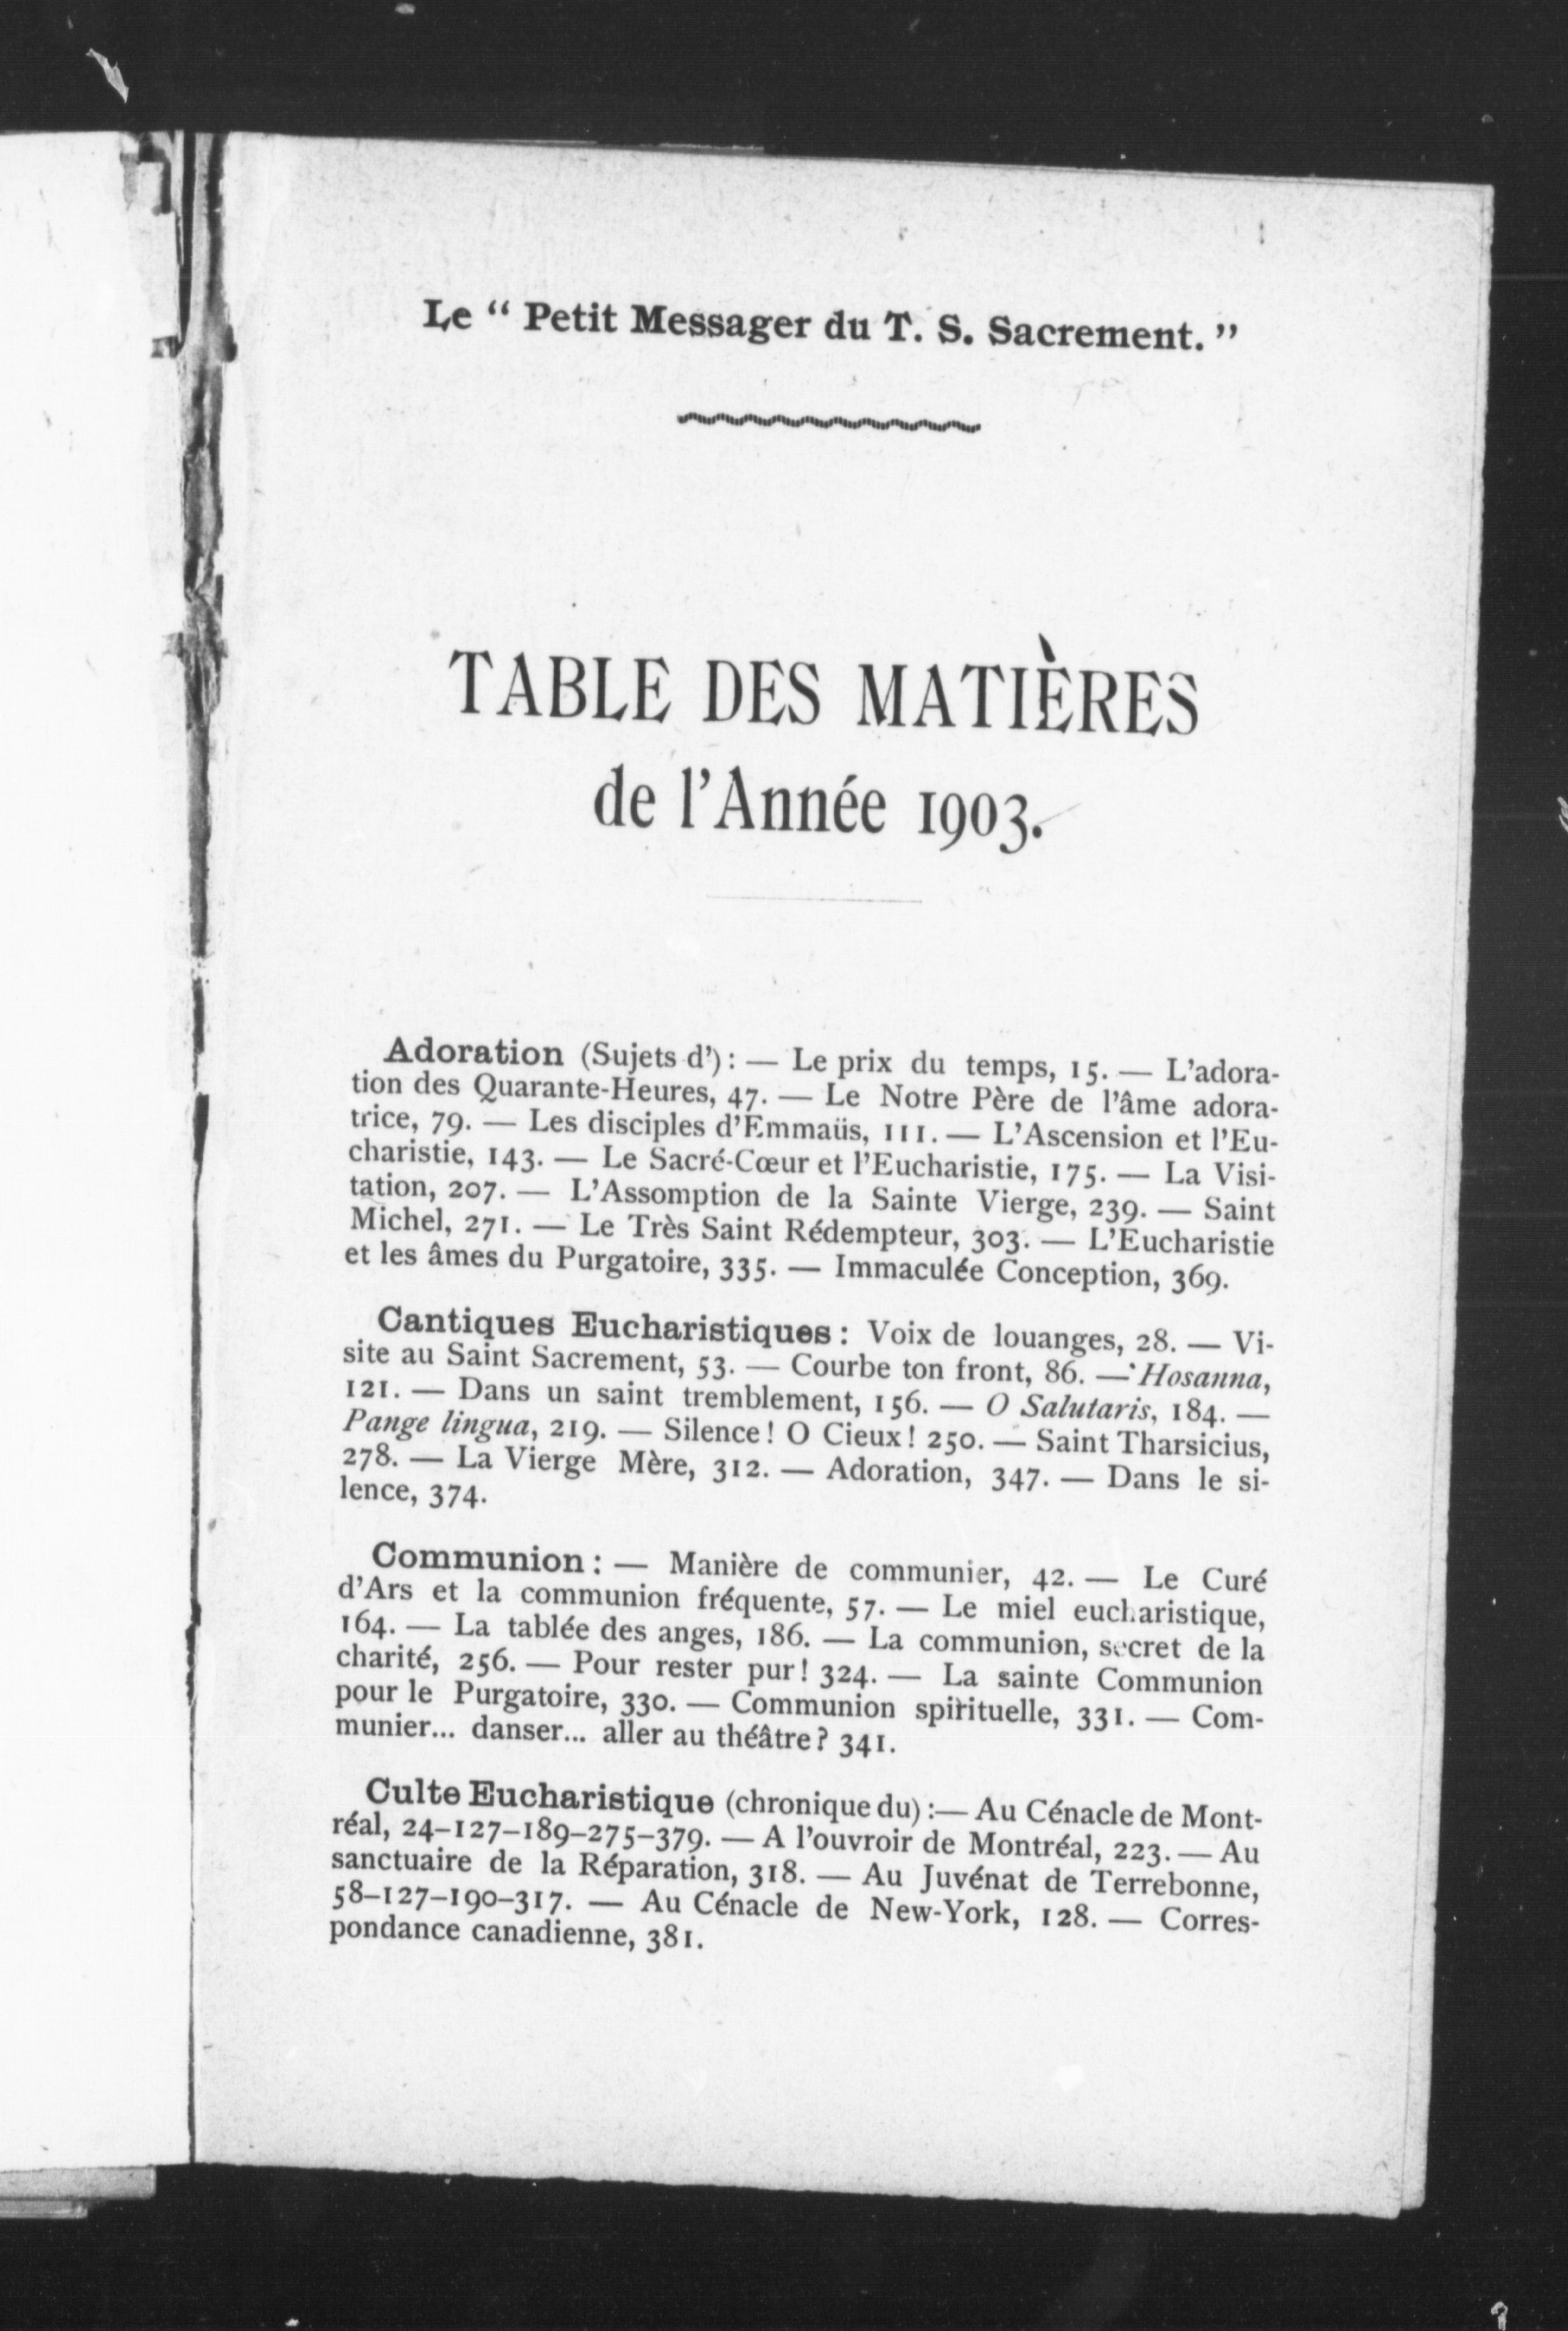 Le “ Petit Messager du T. S. Sacrement. ”
TABLE DES MATIÈRES
de l'Année 1903.
Adoration (Sujets d') : — Le prix du temps, 15. — L'adora-
tion des Quarante-Heures, 47. — Le Notre Père de l'âme adora-
trice, 79. — Les disciples d'Emmaüs, 111. — L'Ascension et l'Eu-
charistie, 143. — Le Sacré-Cœur et l'Eucharistie, 175. — La Visi-
tation, 207. — L'Assomption de la Sainte Vierge, 239. — Saint
Michel, 271. — Le Très Saint Rédempteur, 303. — L'Eucharistie
et les âmes du Purgatoire, 335. — Immaculée Conception, 369.
Cantiques Eucharistiques : Voix de louanges, 28. — Vi-
site au Saint Sacrement, 53. — Courbe ton front, 86. — Hosanna,
121. — Dans un saint tremblement, 156. — O Salutaris, 184. —
Pange lingua, 219. — Silence ! O Cieux ! 250. — Saint Tharsicius,
278. — La Vierge Mère, 312. — Adoration, 347. — Dans le si-
lence, 374.
Communion : — Manière de communier, 42. — Le Curé
d'Ars et la communion fréquente, 57. — Le miel eucharistique,
164. — La tablée des anges, 186. — La communion, secret de la
charité, 256. — Pour rester pur ! 324. — La sainte Communion
pour le Purgatoire, 330. — Communion spirituelle, 331. — Com-
munier... danser... aller au théâtre ? 341.
Culte Eucharistique (chronique du) :— Au Cénacle de Mont-
réal, 24–127–189–275–379. — A l'ouvroir de Montréal, 223. — Au
sanctuaire de la Réparation, 318. — Au Juvénat de Terrebonne,
58–127–190–317. — Au Cénacle de New-York, 128. — Corres-
pondance canadienne, 381.